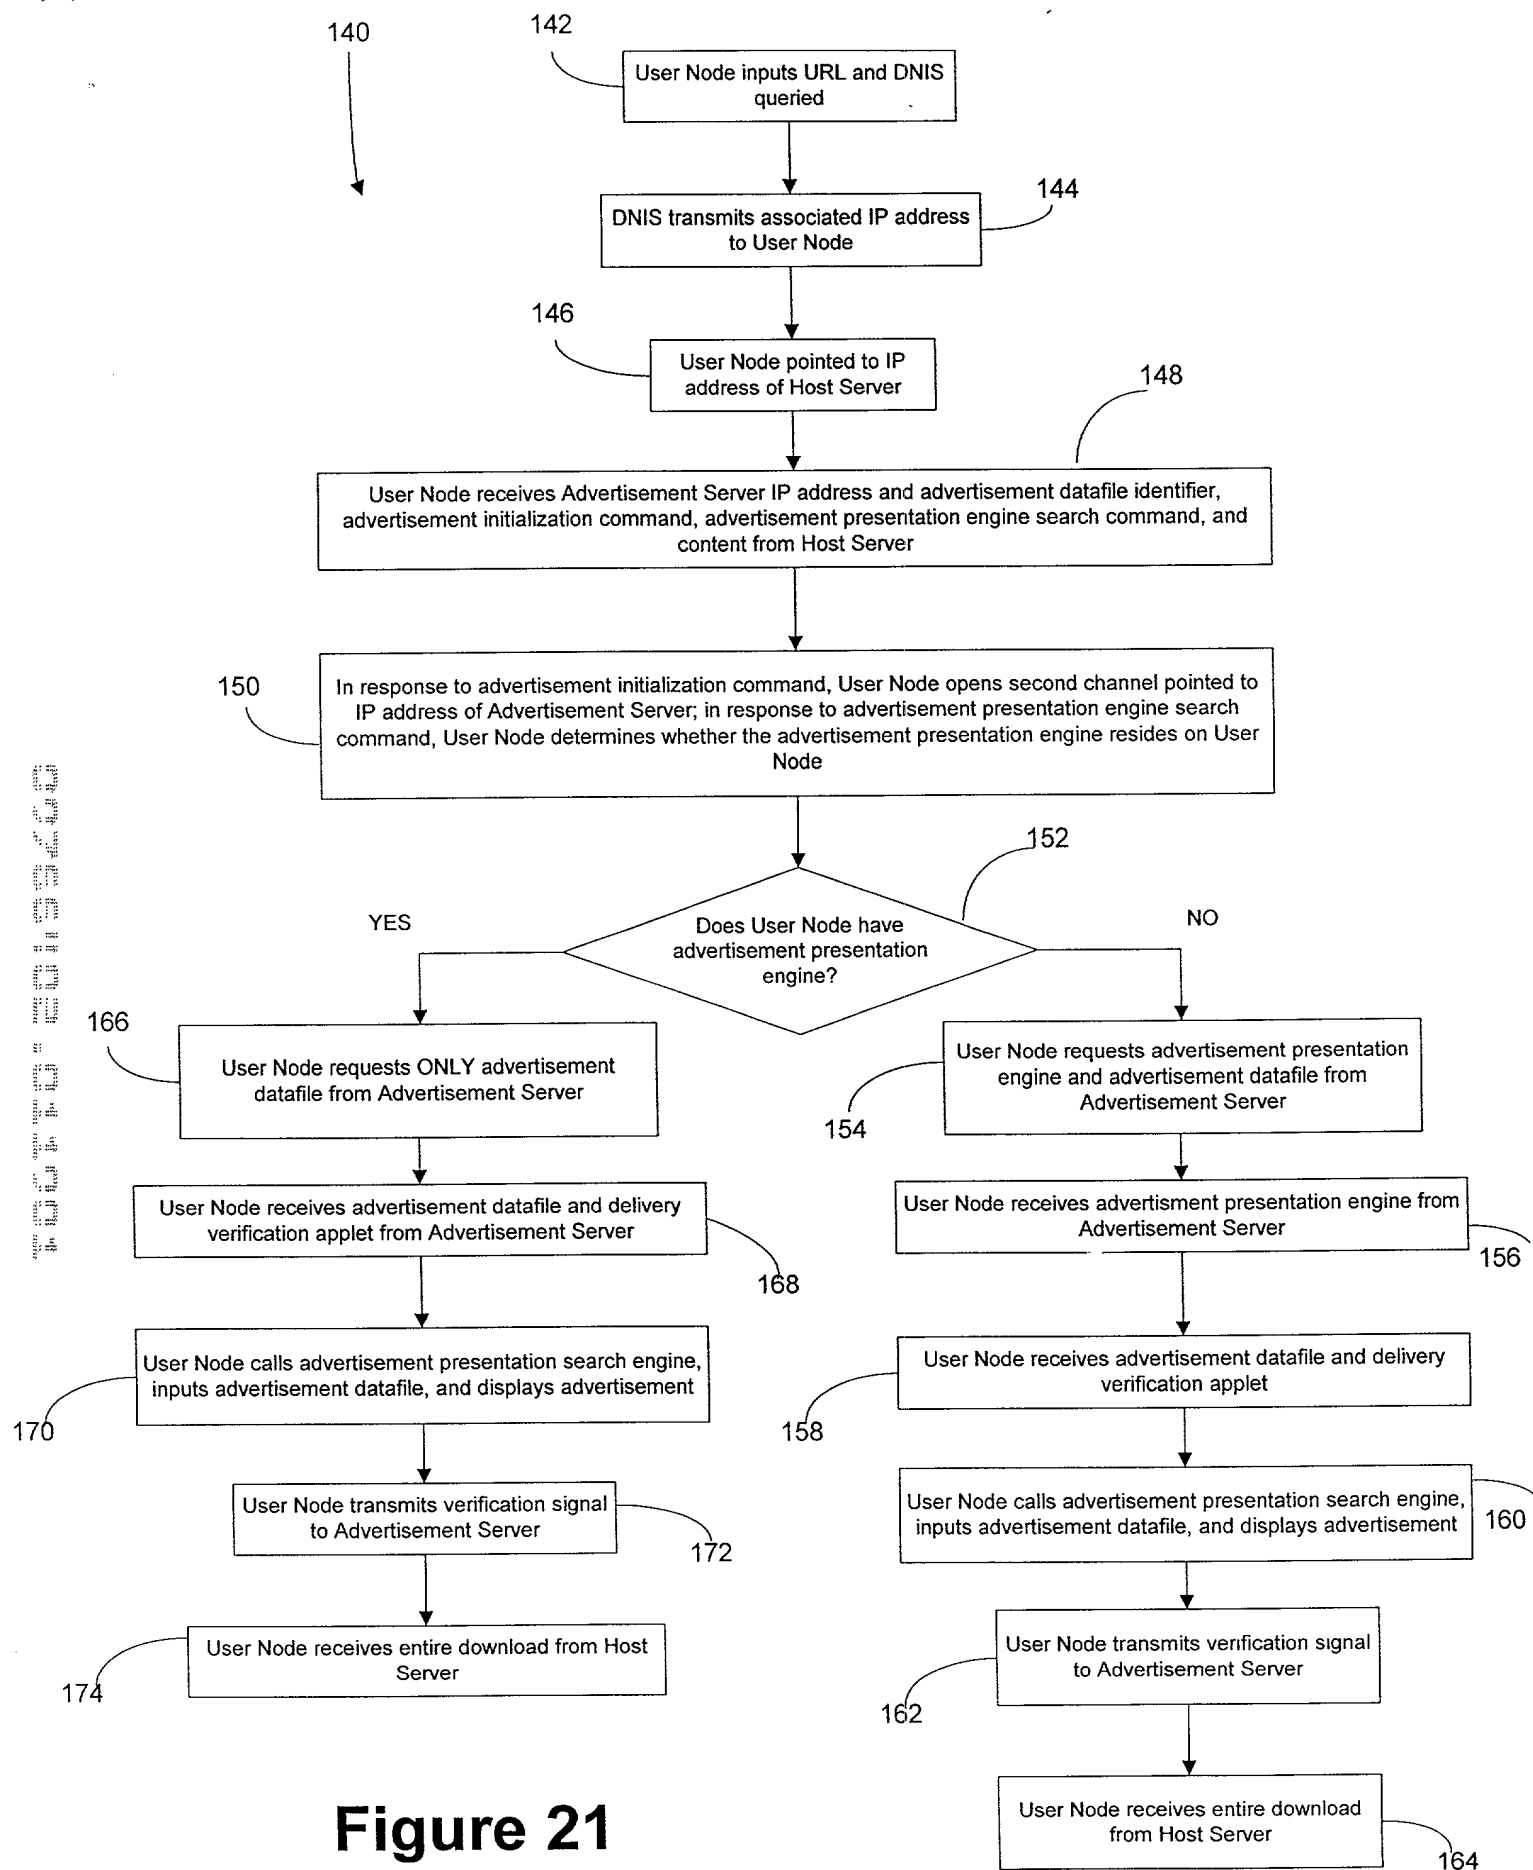 140
142
User Node inputs URL and DNIS
queried
144
DNIS transmits associated IP address
to User Node
146
User Node pointed to IP
address of Host Server
148
User Node receives Advertisement Server IP address and advertisement datafile identifier,
advertisement initialization command, advertisement presentation engine search command, and
content from Host Server
150
In response to advertisement initialization command, User Node opens second channel pointed to
IP address of Advertisement Server; in response to advertisement presentation engine search
command, User Node determines whether the advertisement presentation engine resides on User
Node
152
YES
Does User Node have
advertisement presentation
engine?
NO
166
User Node requests ONLY advertisement
datafile from Advertisement Server
User Node receives advertisement datafile and delivery
verification applet from Advertisement Server
168
User Node calls advertisement presentation search engine,
inputs advertisement datafile, and displays advertisement
170
User Node transmits verification signal
to Advertisement Server
172
User Node receives entire download from Host
Server
174
User Node requests advertisement presentation
engine and advertisement datafile from
Advertisement Server
154
User Node receives advertisment presentation engine from
Advertisement Server
156
User Node receives advertisement datafile and delivery
verification applet
158
User Node calls advertisement presentation search engine,
inputs advertisement datafile, and displays advertisement
160
User Node transmits verification signal
to Advertisement Server
162
User Node receives entire download
from Host Server
164
Figure 21